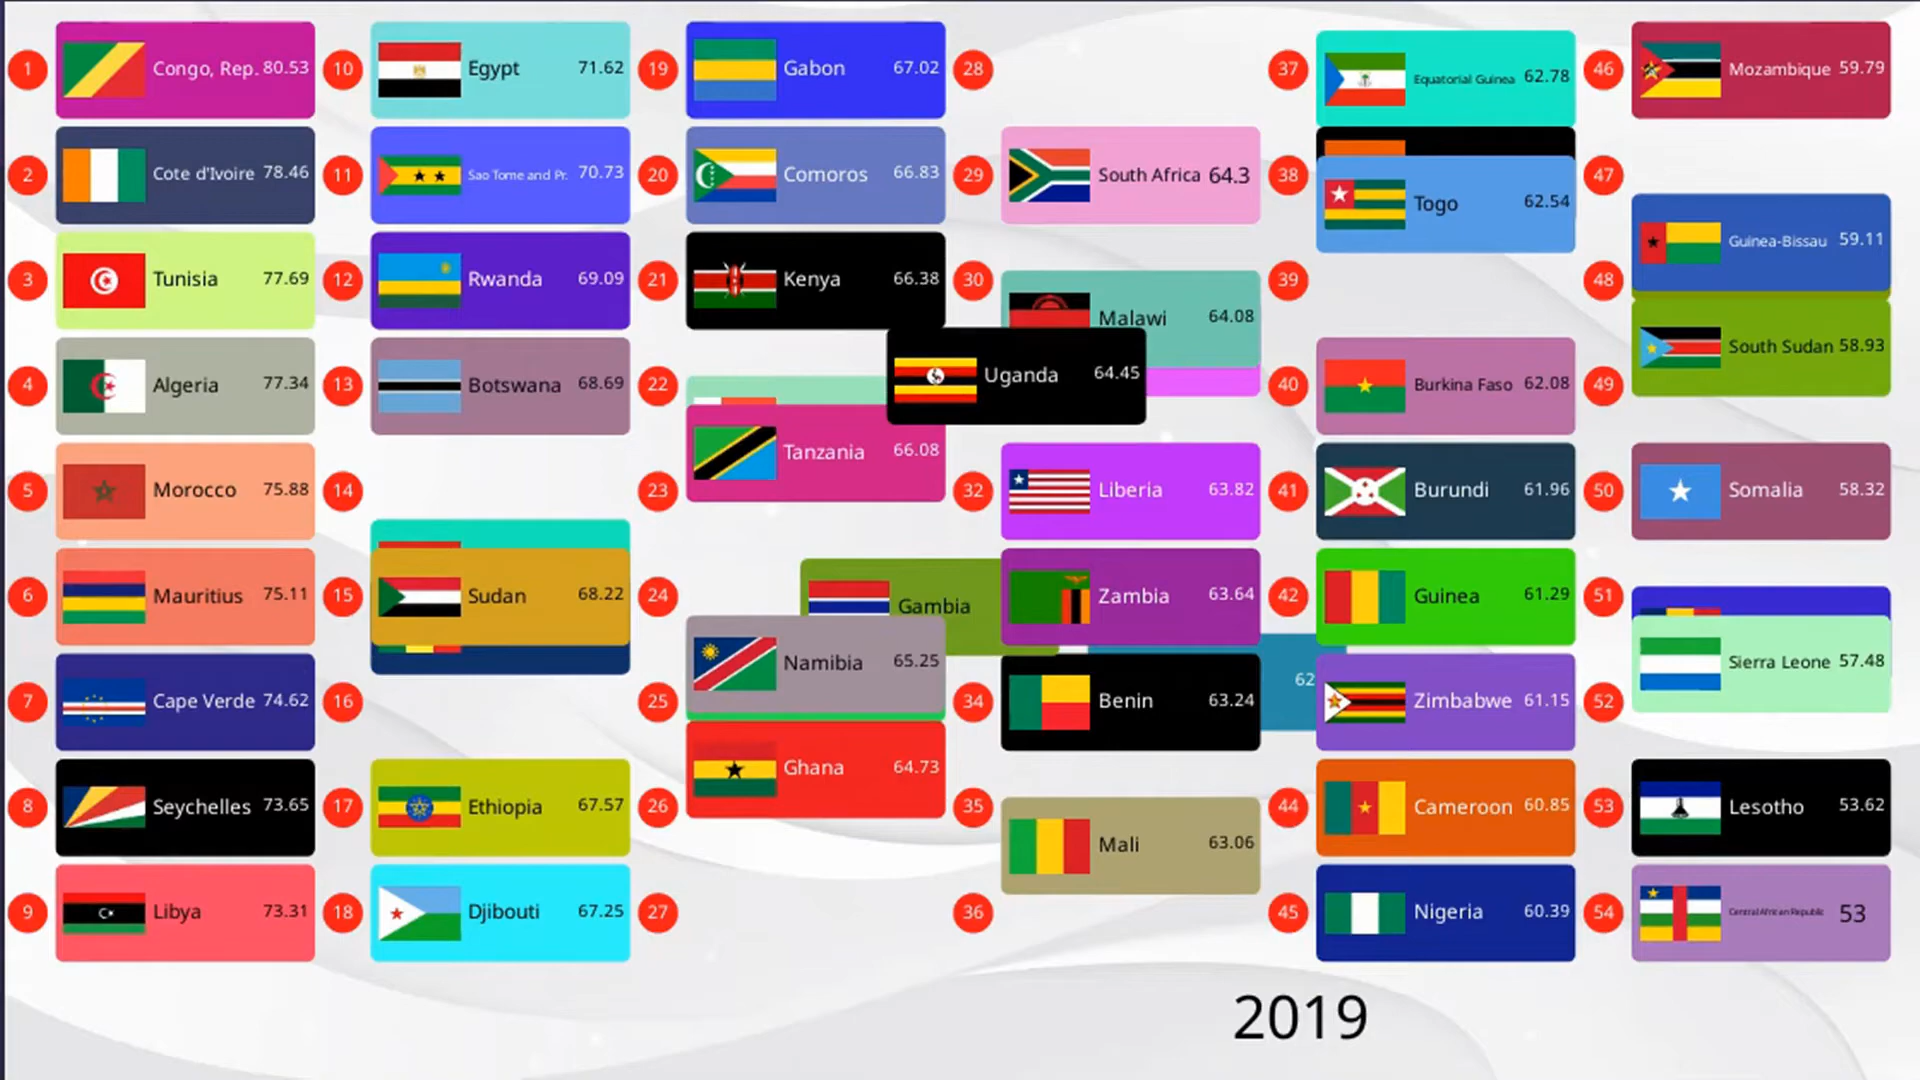 1 Congo, Rep. 80.53
2 Cote d'Ivoire 78.46
3 Tunisia 77.69
4 Algeria 77.34
5 Morocco 75.88
6 Mauritius 75.11
7 Cape Verde 74.62
8 Seychelles 73.65
9 Libya 73.31
10 Egypt 71.62
11 Sao Tome and Pr. 70.73
12 Rwanda 69.09
13 Botswana 68.69
14
15 Sudan 68.22
16
17 Ethiopia 67.57
18 Djibouti 67.25
19 Gabon 67.02
20 Comoros 66.83
21 Kenya 66.38
22
Tanzania 66.08
23
24
Gambia
Namibia 65.25
25
26 Ghana 64.73
27
28
29 South Africa 64.3
30
Malawi 64.08
Uganda 64.45
32 Liberia 63.82
Zambia 63.64
62
34 Benin 63.24
35
Mali 63.06
36
37 Equatorial Guinea 62.78
38
Togo 62.54
39
40 Burkina Faso 62.08
41 Burundi 61.96
42 Guinea 61.29
Zimbabwe 61.15
44 Cameroon 60.85
45 Nigeria 60.39
46 Mozambique 59.79
47
Guinea-Bissau 59.11
48
South Sudan 58.93
49
50 Somalia 58.32
51
Sierra Leone 57.48
52
53 Lesotho 53.62
54 Central African Republic 53
2019